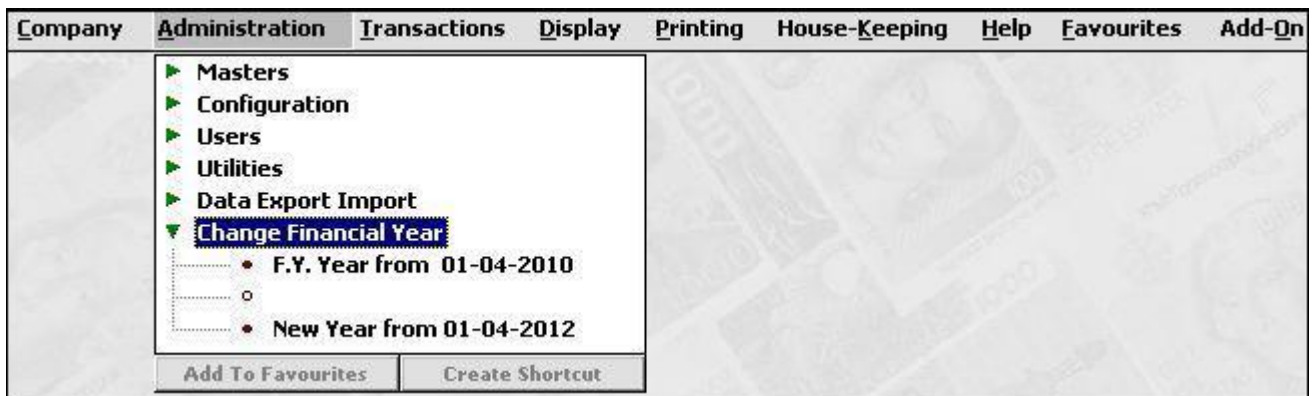 Company Administration Transactions Display Printing House-Keeping Help Favourites Add-On
Masters
Configuration
Users
Utilities
Data Export Import
Change Financial Year
F.Y. Year from 01-04-2010
New Year from 01-04-2012
Add To Favourites Create Shortcut